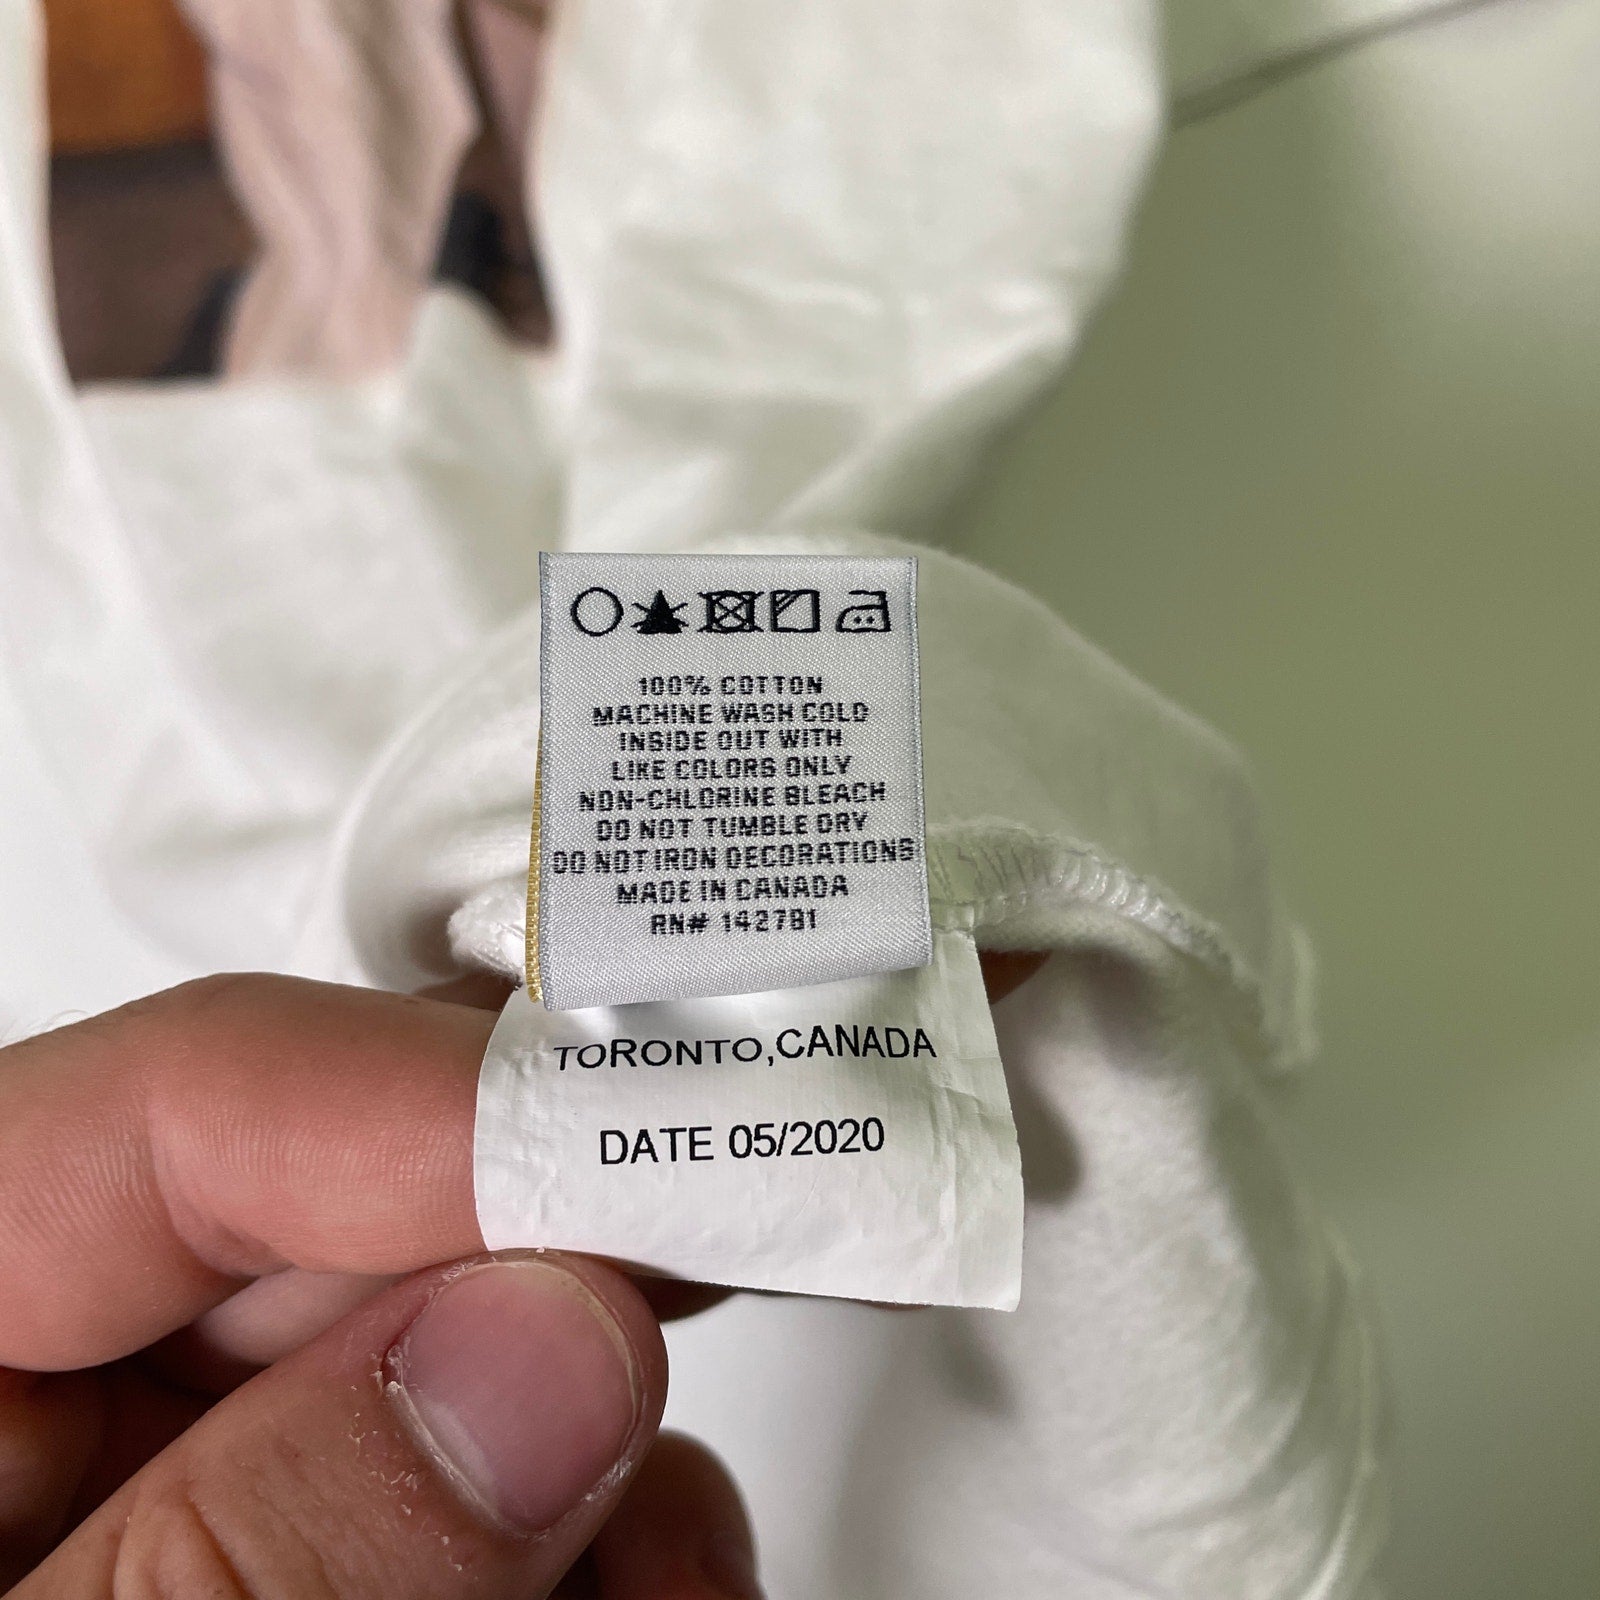 100% COTTON
MACHINE WASH COLD
INSIDE OUT WITH
LIKE COLORS ONLY
NON-CHLORINE BLEACH
DO NOT TUMBLE DRY
DO NOT IRON DECORATIONS
MADE IN CANADA
RN# 142781
TORONTO,CANADA
DATE 05/2020